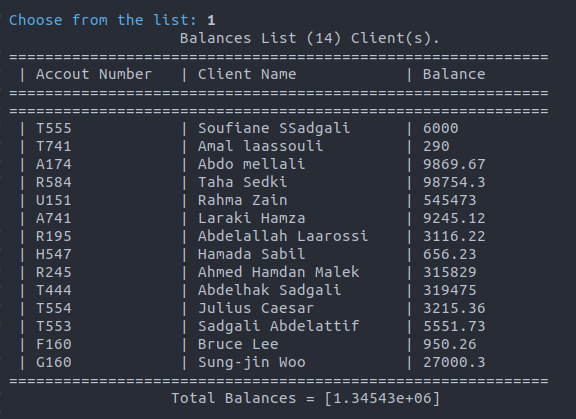 Choose from the list: 1
Balances List (14) Client(s).
============================================================
| Accout Number | Client Name | Balance
============================================================
============================================================
| T555 | Soufiane SSadgali | 6000
| T741 | Amal laassouli | 290
| A174 | Abdo mellali | 9869.67
| R584 | Taha Sedki | 98754.3
| U151 | Rahma Zain | 545473
| A741 | Laraki Hamza | 9245.12
| R195 | Abdelallah Laarossi | 3116.22
| H547 | Hamada Sabil | 656.23
| R245 | Ahmed Hamdan Malek | 315829
| T444 | Abdelhak Sadgali | 319475
| T554 | Julius Caesar | 3215.36
| T553 | Sadgali Abdelattif | 5551.73
| F160 | Bruce Lee | 950.26
| G160 | Sung-jin Woo | 27000.3
============================================================
Total Balances = [1.34543e+06]